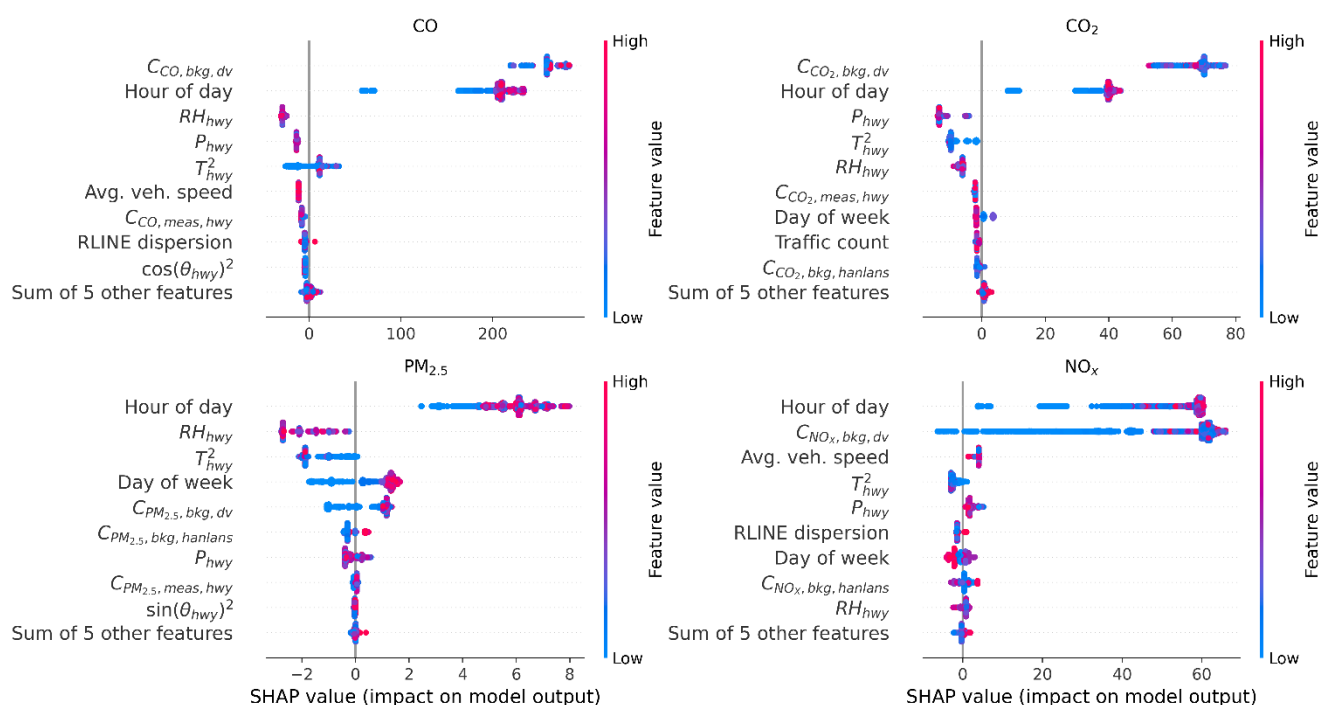 CO
C_CO, bkg, dv
Hour of day
RH_hwy
P_hwy
T²_hwy
Avg. veh. speed
C_CO, meas, hwy
RLINE dispersion
cos(θ_hwy)²
Sum of 5 other features
0 100 200
High
Feature value
Low
CO₂
C_CO₂, bkg, dv
Hour of day
P_hwy
T²_hwy
RH_hwy
C_CO₂, meas, hwy
Day of week
Traffic count
C_CO₂, bkg, hanlans
Sum of 5 other features
0 20 40 60 80
High
Feature value
Low
PM₂.₅
Hour of day
RH_hwy
T²_hwy
Day of week
C_PM₂.₅, bkg, dv
C_PM₂.₅, bkg, hanlans
P_hwy
C_PM₂.₅, meas, hwy
sin(θ_hwy)²
Sum of 5 other features
−2 0 2 4 6 8
SHAP value (impact on model output)
High
Feature value
Low
NOₓ
Hour of day
C_NOₓ, bkg, dv
Avg. veh. speed
T²_hwy
P_hwy
RLINE dispersion
Day of week
C_NOₓ, bkg, hanlans
RH_hwy
Sum of 5 other features
0 20 40 60
SHAP value (impact on model output)
High
Feature value
Low